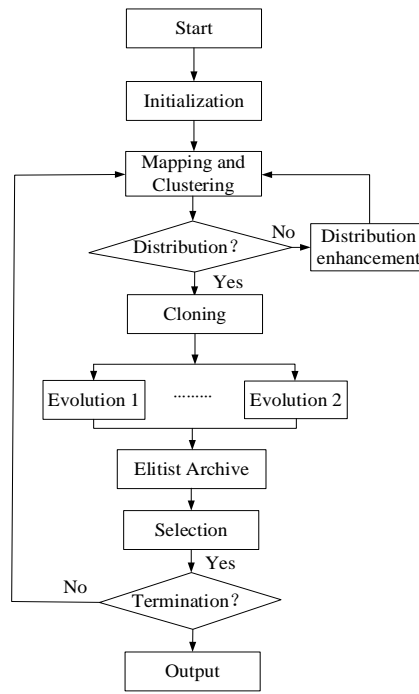 Start
Initialization
Mapping and
Clustering
Distribution?
No
Distribution
enhancement
Yes
Cloning
Evolution 1
.........
Evolution 2
Elitist Archive
Selection
Yes
No
Termination?
Output